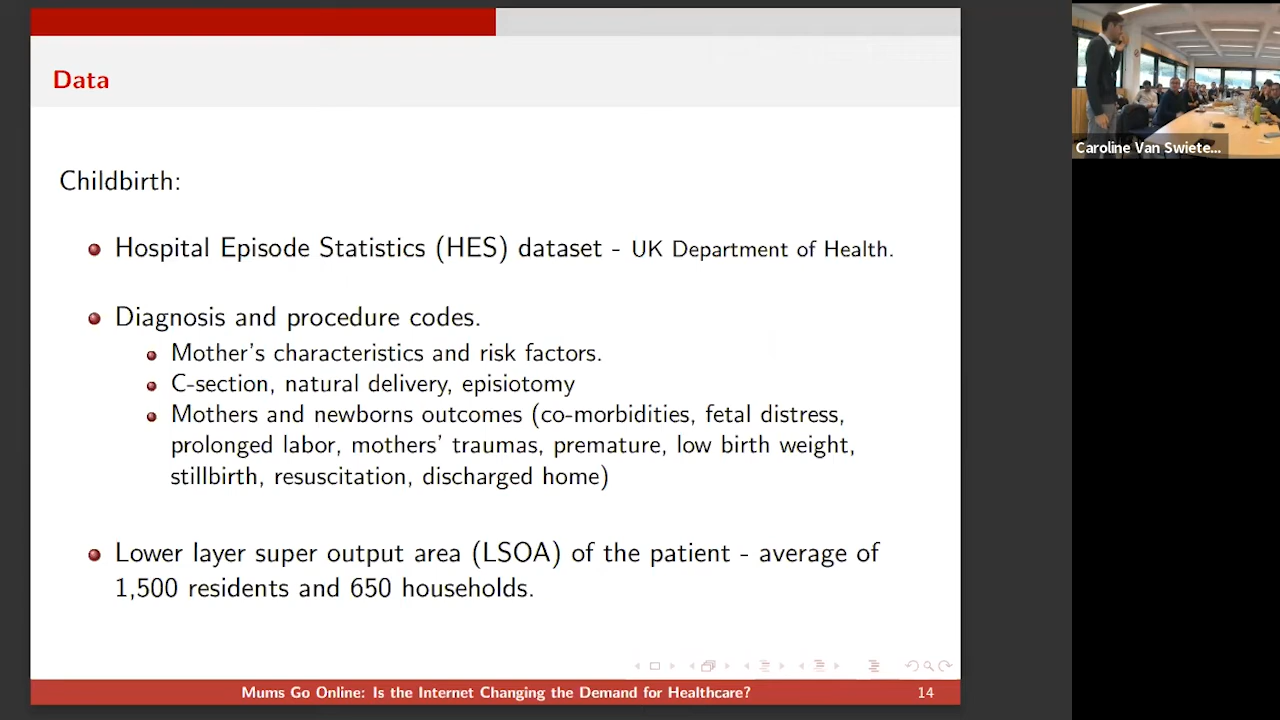 Data
Childbirth:
Hospital Episode Statistics (HES) dataset - UK Department of Health.
Diagnosis and procedure codes.
Mother's characteristics and risk factors.
C-section, natural delivery, episiotomy
Mothers and newborns outcomes (co-morbidities, fetal distress,
prolonged labor, mothers' traumas, premature, low birth weight,
stillbirth, resuscitation, discharged home)
Lower layer super output area (LSOA) of the patient - average of
1,500 residents and 650 households.
Mums Go Online: Is the Internet Changing the Demand for Healthcare?
14
Caroline Van Swiete...